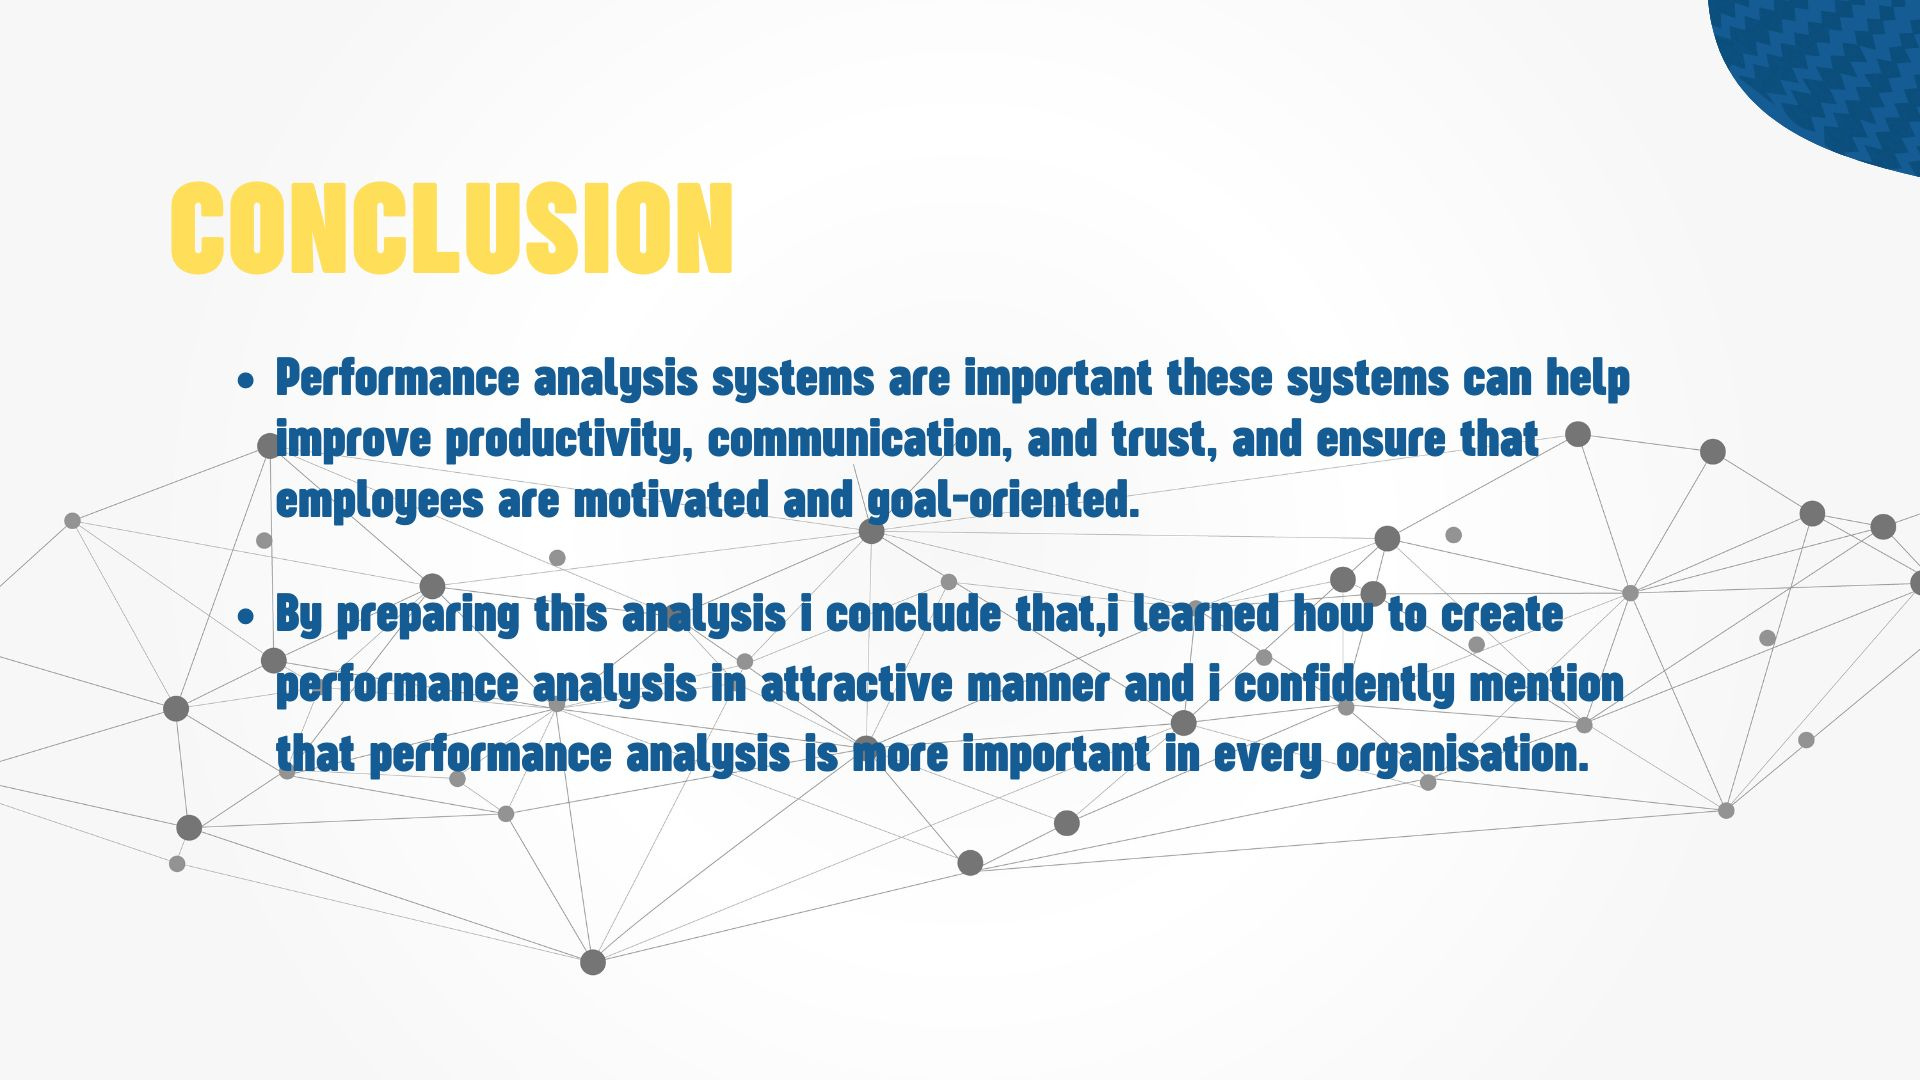 CONCLUSION
• Performance analysis systems are important these systems can help
improve productivity, communication, and trust, and ensure that
employees are motivated and goal-oriented.
• By preparing this analysis i conclude that,i learned how to create
performance analysis in attractive manner and i confidently mention
that performance analysis is more important in every organisation.